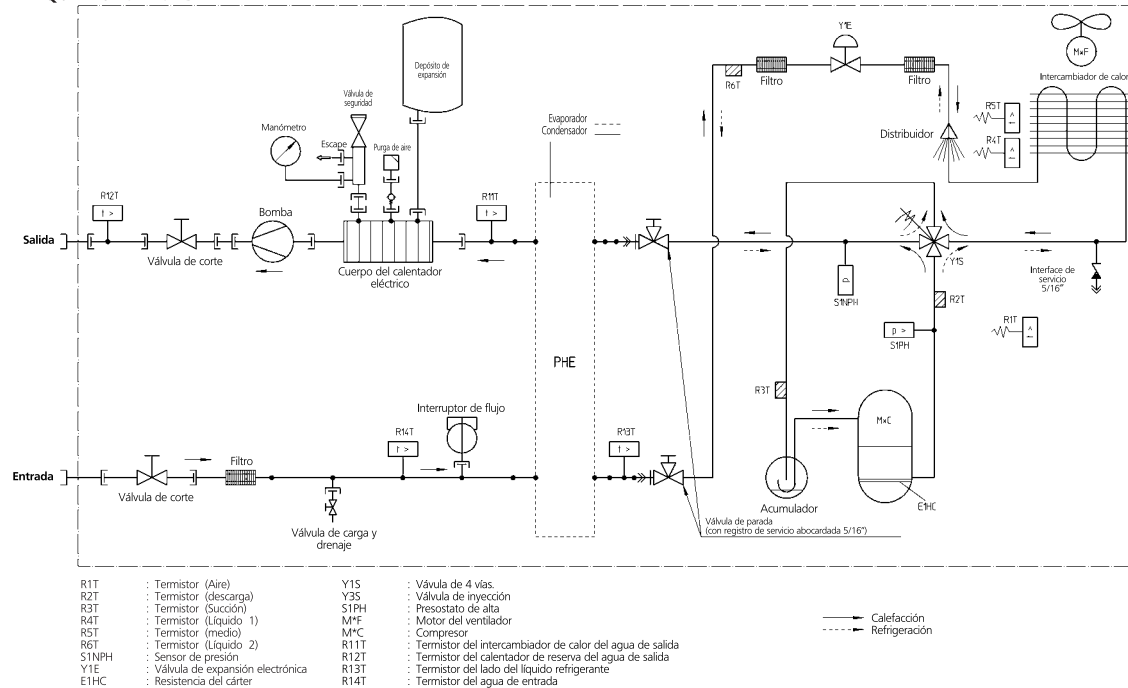 Y1E
M*F
Depósito de
expansión
R6T
Filtro
Filtro
Intercambiador de calor
Válvula de
seguridad
R5T
Evaporador
Condensador
Manómetro
Distribuidor
Escape
Purga de aire
R4T
R12T
t >
R11T
t >
Bomba
Salida
Válvula de corte
Cuerpo del calentador
eléctrico
Y1S
Interface de
servicio
5/16"
p
S1NPH
R2T
R1T
p >
S1PH
PHE
R3T
Interruptor de flujo
M*C
R14T
t >
R13T
t >
Filtro
Entrada
Válvula de corte
Acumulador
E1HC
Válvula de carga y
drenaje
Válvula de parada
(con registro de servicio abocardada 5/16")
R1T : Termistor (Aire)
R2T : Termistor (descarga)
R3T : Termistor (Succión)
R4T : Termistor (Líquido 1)
R5T : Termistor (medio)
R6T : Termistor (Líquido 2)
S1NPH : Sensor de presión
Y1E : Válvula de expansión electrónica
E1HC : Resistencia del cárter
Y1S : Vávula de 4 vías.
Y3S : Válvula de inyección
S1PH : Presostato de alta
M*F : Motor del ventilador
M*C : Compresor
R11T : Termistor del intercambiador de calor del agua de salida
R12T : Termistor del calentador de reserva del agua de salida
R13T : Termistor del lado del líquido refrigerante
R14T : Termistor del agua de entrada
Calefacción
Refrigeración